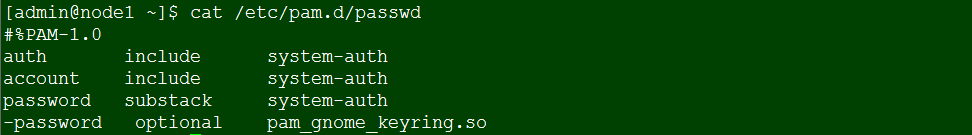 [admin@node1 ~]$ cat /etc/pam.d/passwd
#%PAM-1.0
auth       include      system-auth
account    include      system-auth
password   substack     system-auth
-password   optional    pam_gnome_keyring.so